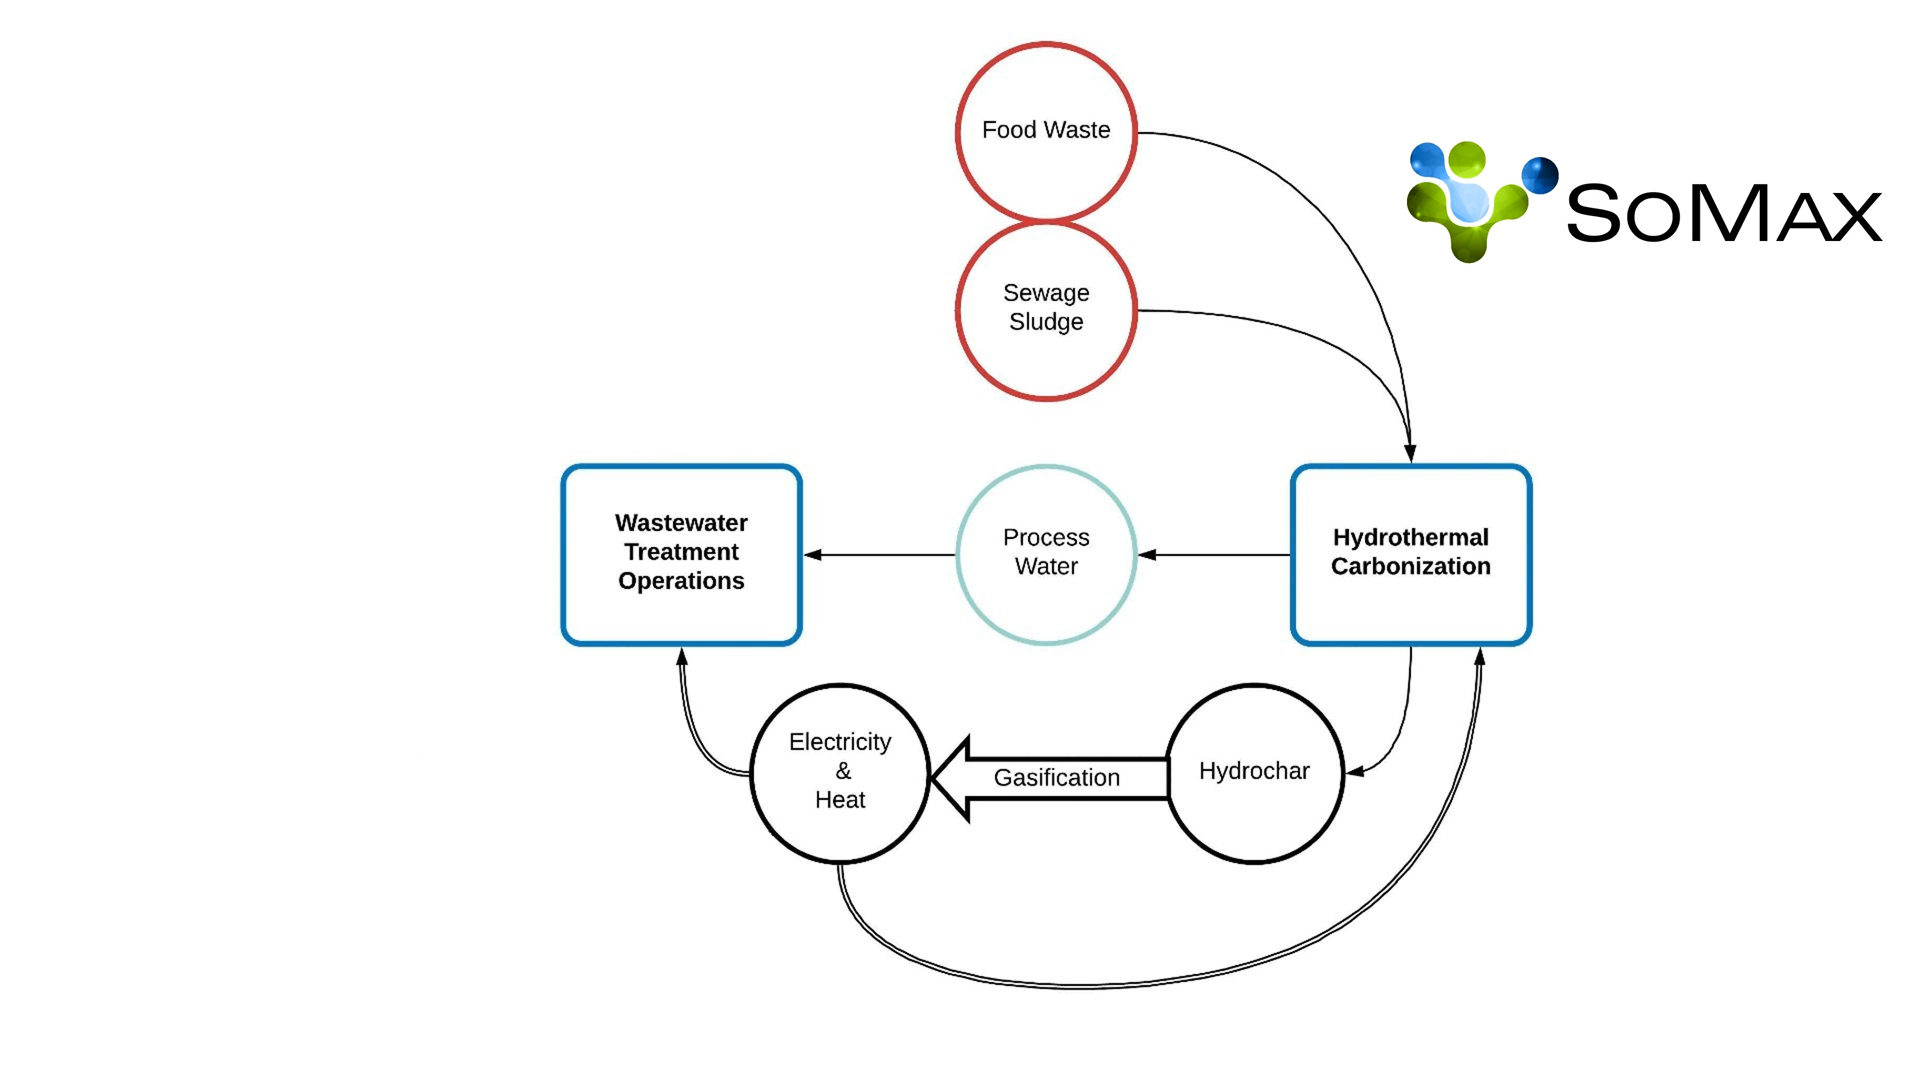 Food Waste
SoMax
Sewage
Sludge
Wastewater
Treatment
Operations
Process
Water
Hydrothermal
Carbonization
Electricity
&
Heat
Gasification
Hydrochar